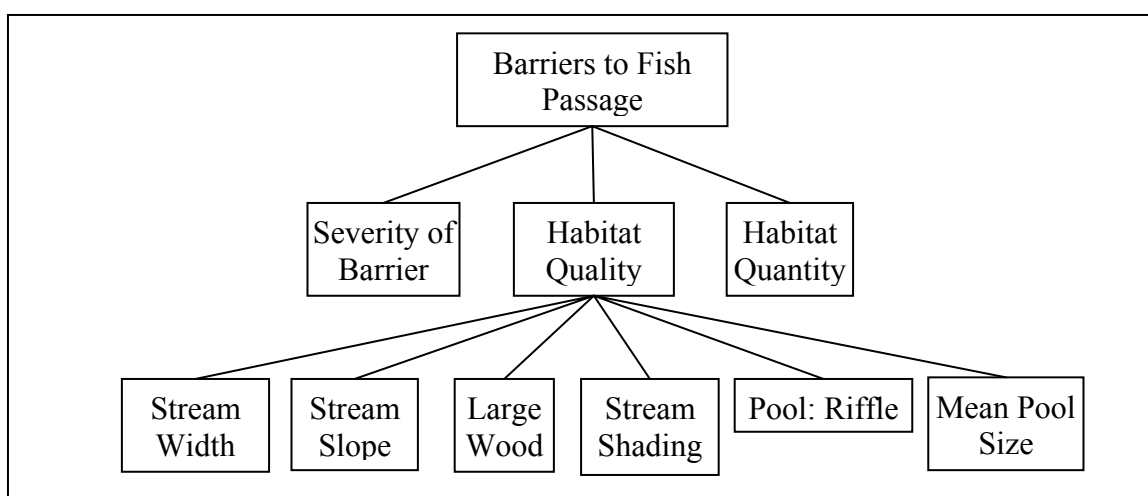 Barriers to Fish
Passage
Severity of
Barrier
Habitat
Quality
Habitat
Quantity
Stream
Width
Stream
Slope
Large
Wood
Stream
Shading
Pool: Riffle
Mean Pool
Size